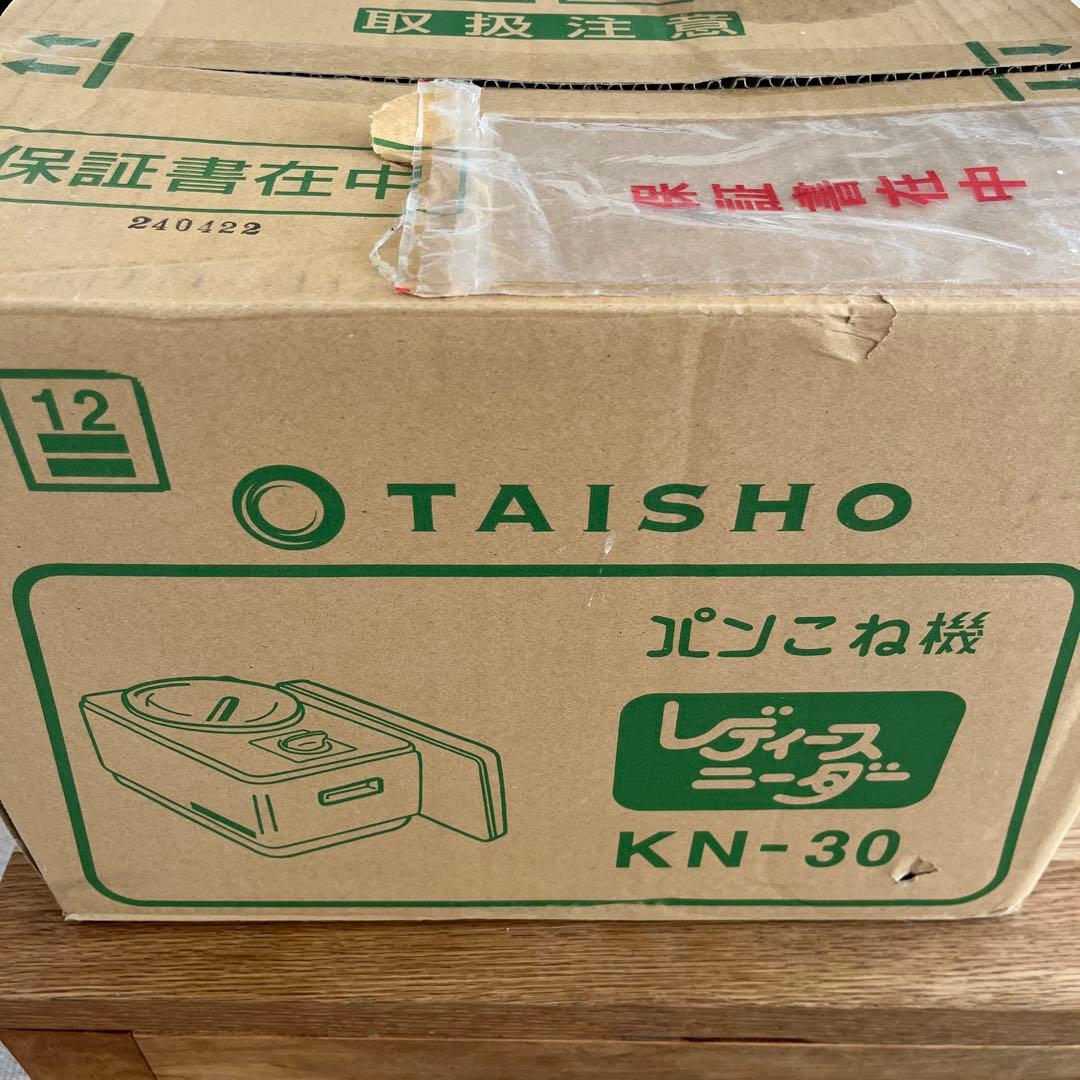 取扱注意
保証書在中
保証書在中
240422
12
TAISHO
パンこね機
レディース
ニーダー
KN-30